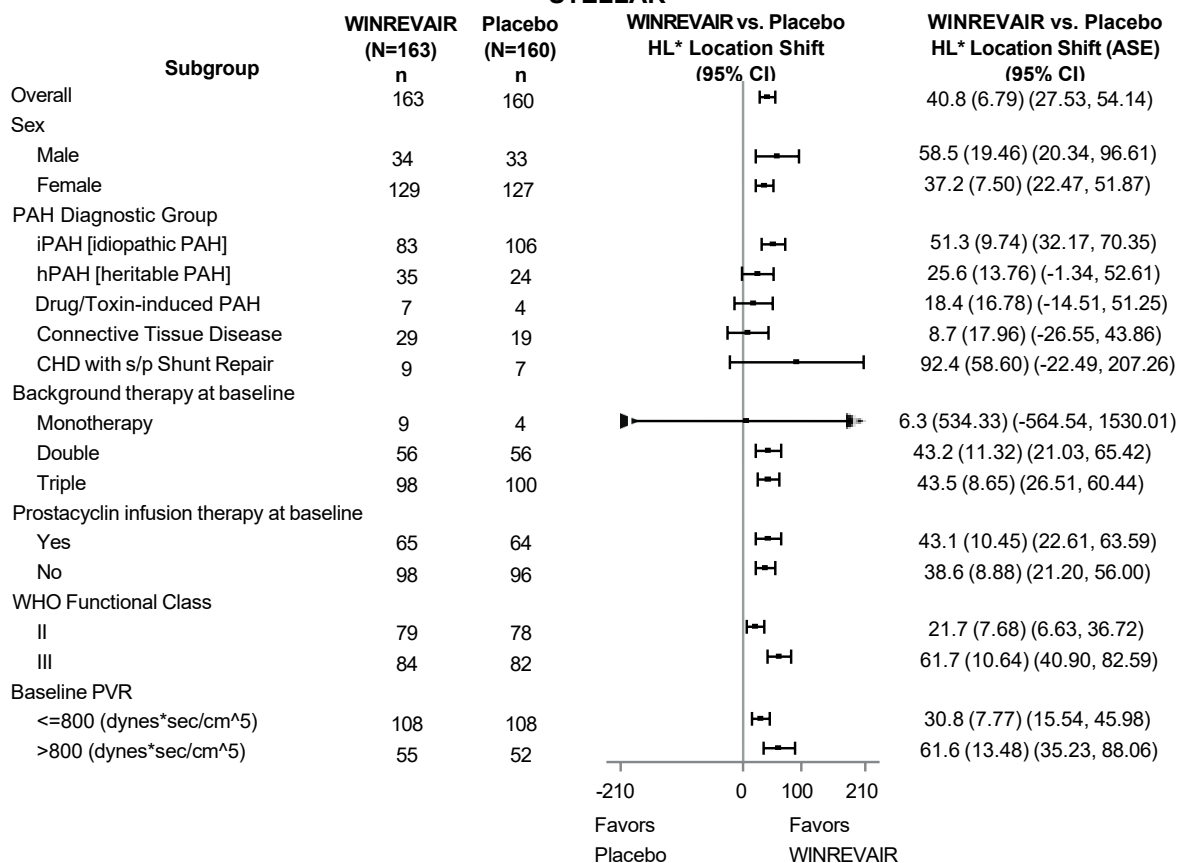 WINREVAIR Placebo WINREVAIR vs. Placebo WINREVAIR vs. Placebo
(N=163) (N=160) HL* Location Shift HL* Location Shift (ASE)
Subgroup n n (95% CI) (95% CI)
Overall 163 160 40.8 (6.79) (27.53, 54.14)
Sex
Male 34 33 58.5 (19.46) (20.34, 96.61)
Female 129 127 37.2 (7.50) (22.47, 51.87)
PAH Diagnostic Group
iPAH [idiopathic PAH] 83 106 51.3 (9.74) (32.17, 70.35)
hPAH [heritable PAH] 35 24 25.6 (13.76) (-1.34, 52.61)
Drug/Toxin-induced PAH 7 4 18.4 (16.78) (-14.51, 51.25)
Connective Tissue Disease 29 19 8.7 (17.96) (-26.55, 43.86)
CHD with s/p Shunt Repair 9 7 92.4 (58.60) (-22.49, 207.26)
Background therapy at baseline
Monotherapy 9 4 6.3 (534.33) (-564.54, 1530.01)
Double 56 56 43.2 (11.32) (21.03, 65.42)
Triple 98 100 43.5 (8.65) (26.51, 60.44)
Prostacyclin infusion therapy at baseline
Yes 65 64 43.1 (10.45) (22.61, 63.59)
No 98 96 38.6 (8.88) (21.20, 56.00)
WHO Functional Class
II 79 78 21.7 (7.68) (6.63, 36.72)
III 84 82 61.7 (10.64) (40.90, 82.59)
Baseline PVR
<=800 (dynes*sec/cm^5) 108 108 30.8 (7.77) (15.54, 45.98)
>800 (dynes*sec/cm^5) 55 52 61.6 (13.48) (35.23, 88.06)
-210 0 100 210
Favors Favors
Placebo WINREVAIR